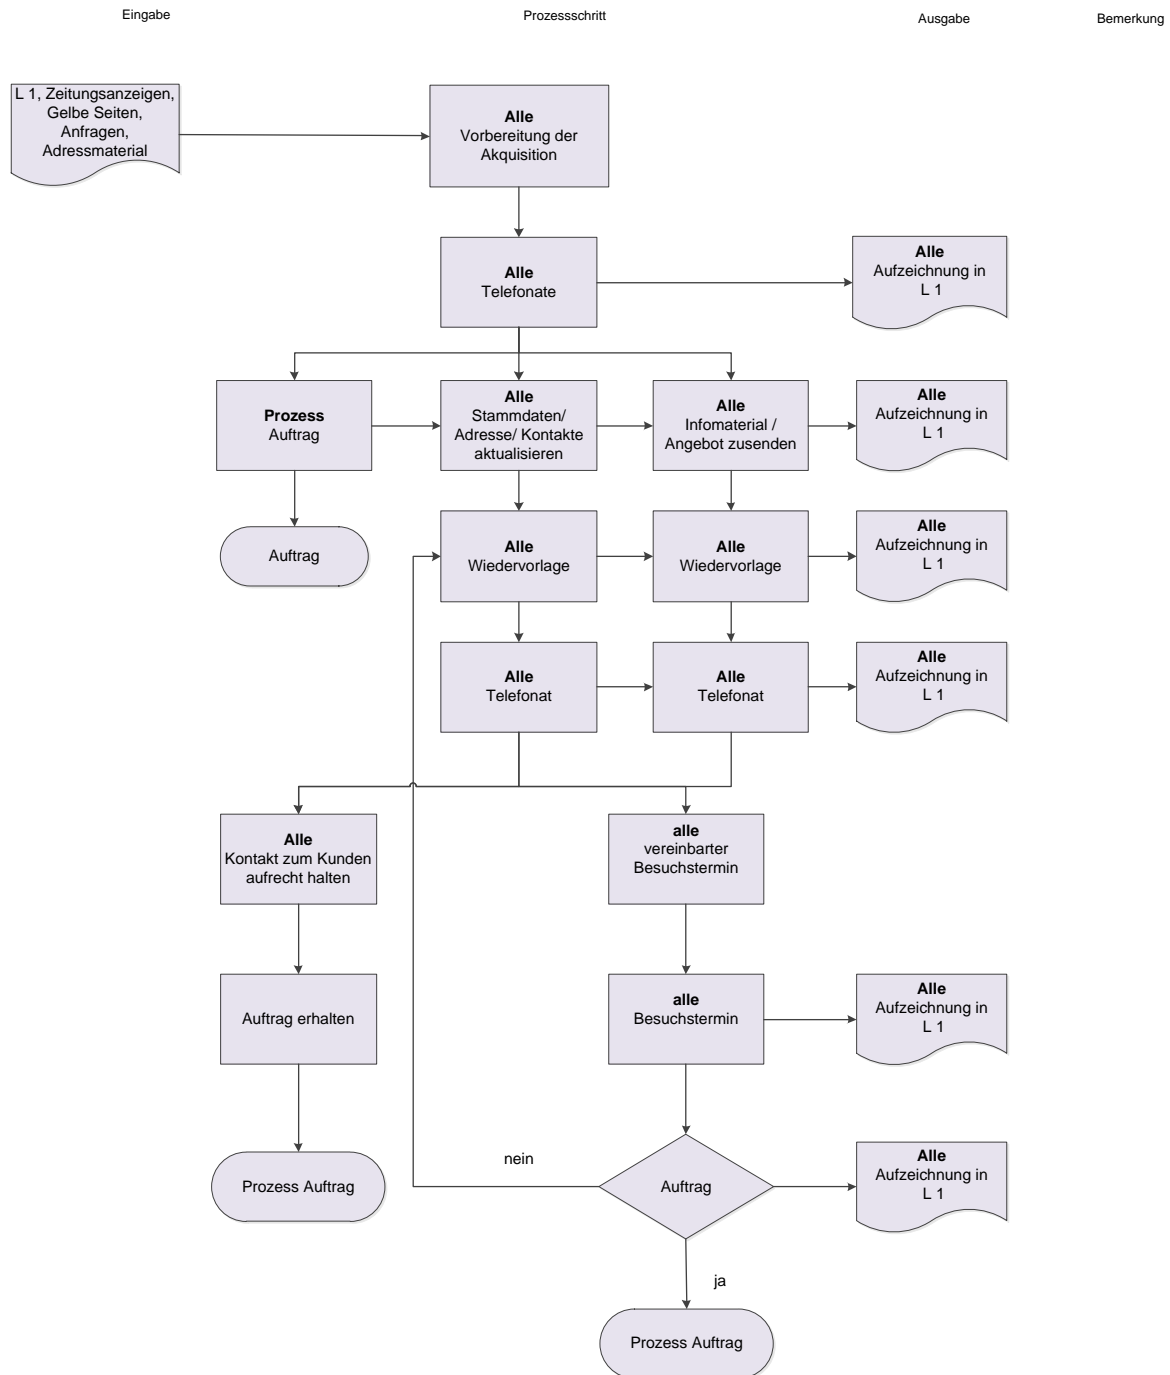 Eingabe
Prozessschritt
Ausgabe
Bemerkung
L 1, Zeitungsanzeigen,
Gelbe Seiten,
Anfragen,
Adressmaterial
Alle
Vorbereitung der
Akquisition
Alle
Telefonate
Alle
Aufzeichnung in
L 1
Prozess
Auftrag
Alle
Stammdaten/
Adresse/ Kontakte
aktualisieren
Alle
Infomaterial /
Angebot zusenden
Alle
Aufzeichnung in
L 1
Auftrag
Alle
Wiedervorlage
Alle
Wiedervorlage
Alle
Aufzeichnung in
L 1
Alle
Telefonat
Alle
Telefonat
Alle
Aufzeichnung in
L 1
Alle
Kontakt zum Kunden
aufrecht halten
alle
vereinbarter
Besuchstermin
Auftrag erhalten
alle
Besuchstermin
Alle
Aufzeichnung in
L 1
Prozess Auftrag
nein
Auftrag
Alle
Aufzeichnung in
L 1
ja
Prozess Auftrag